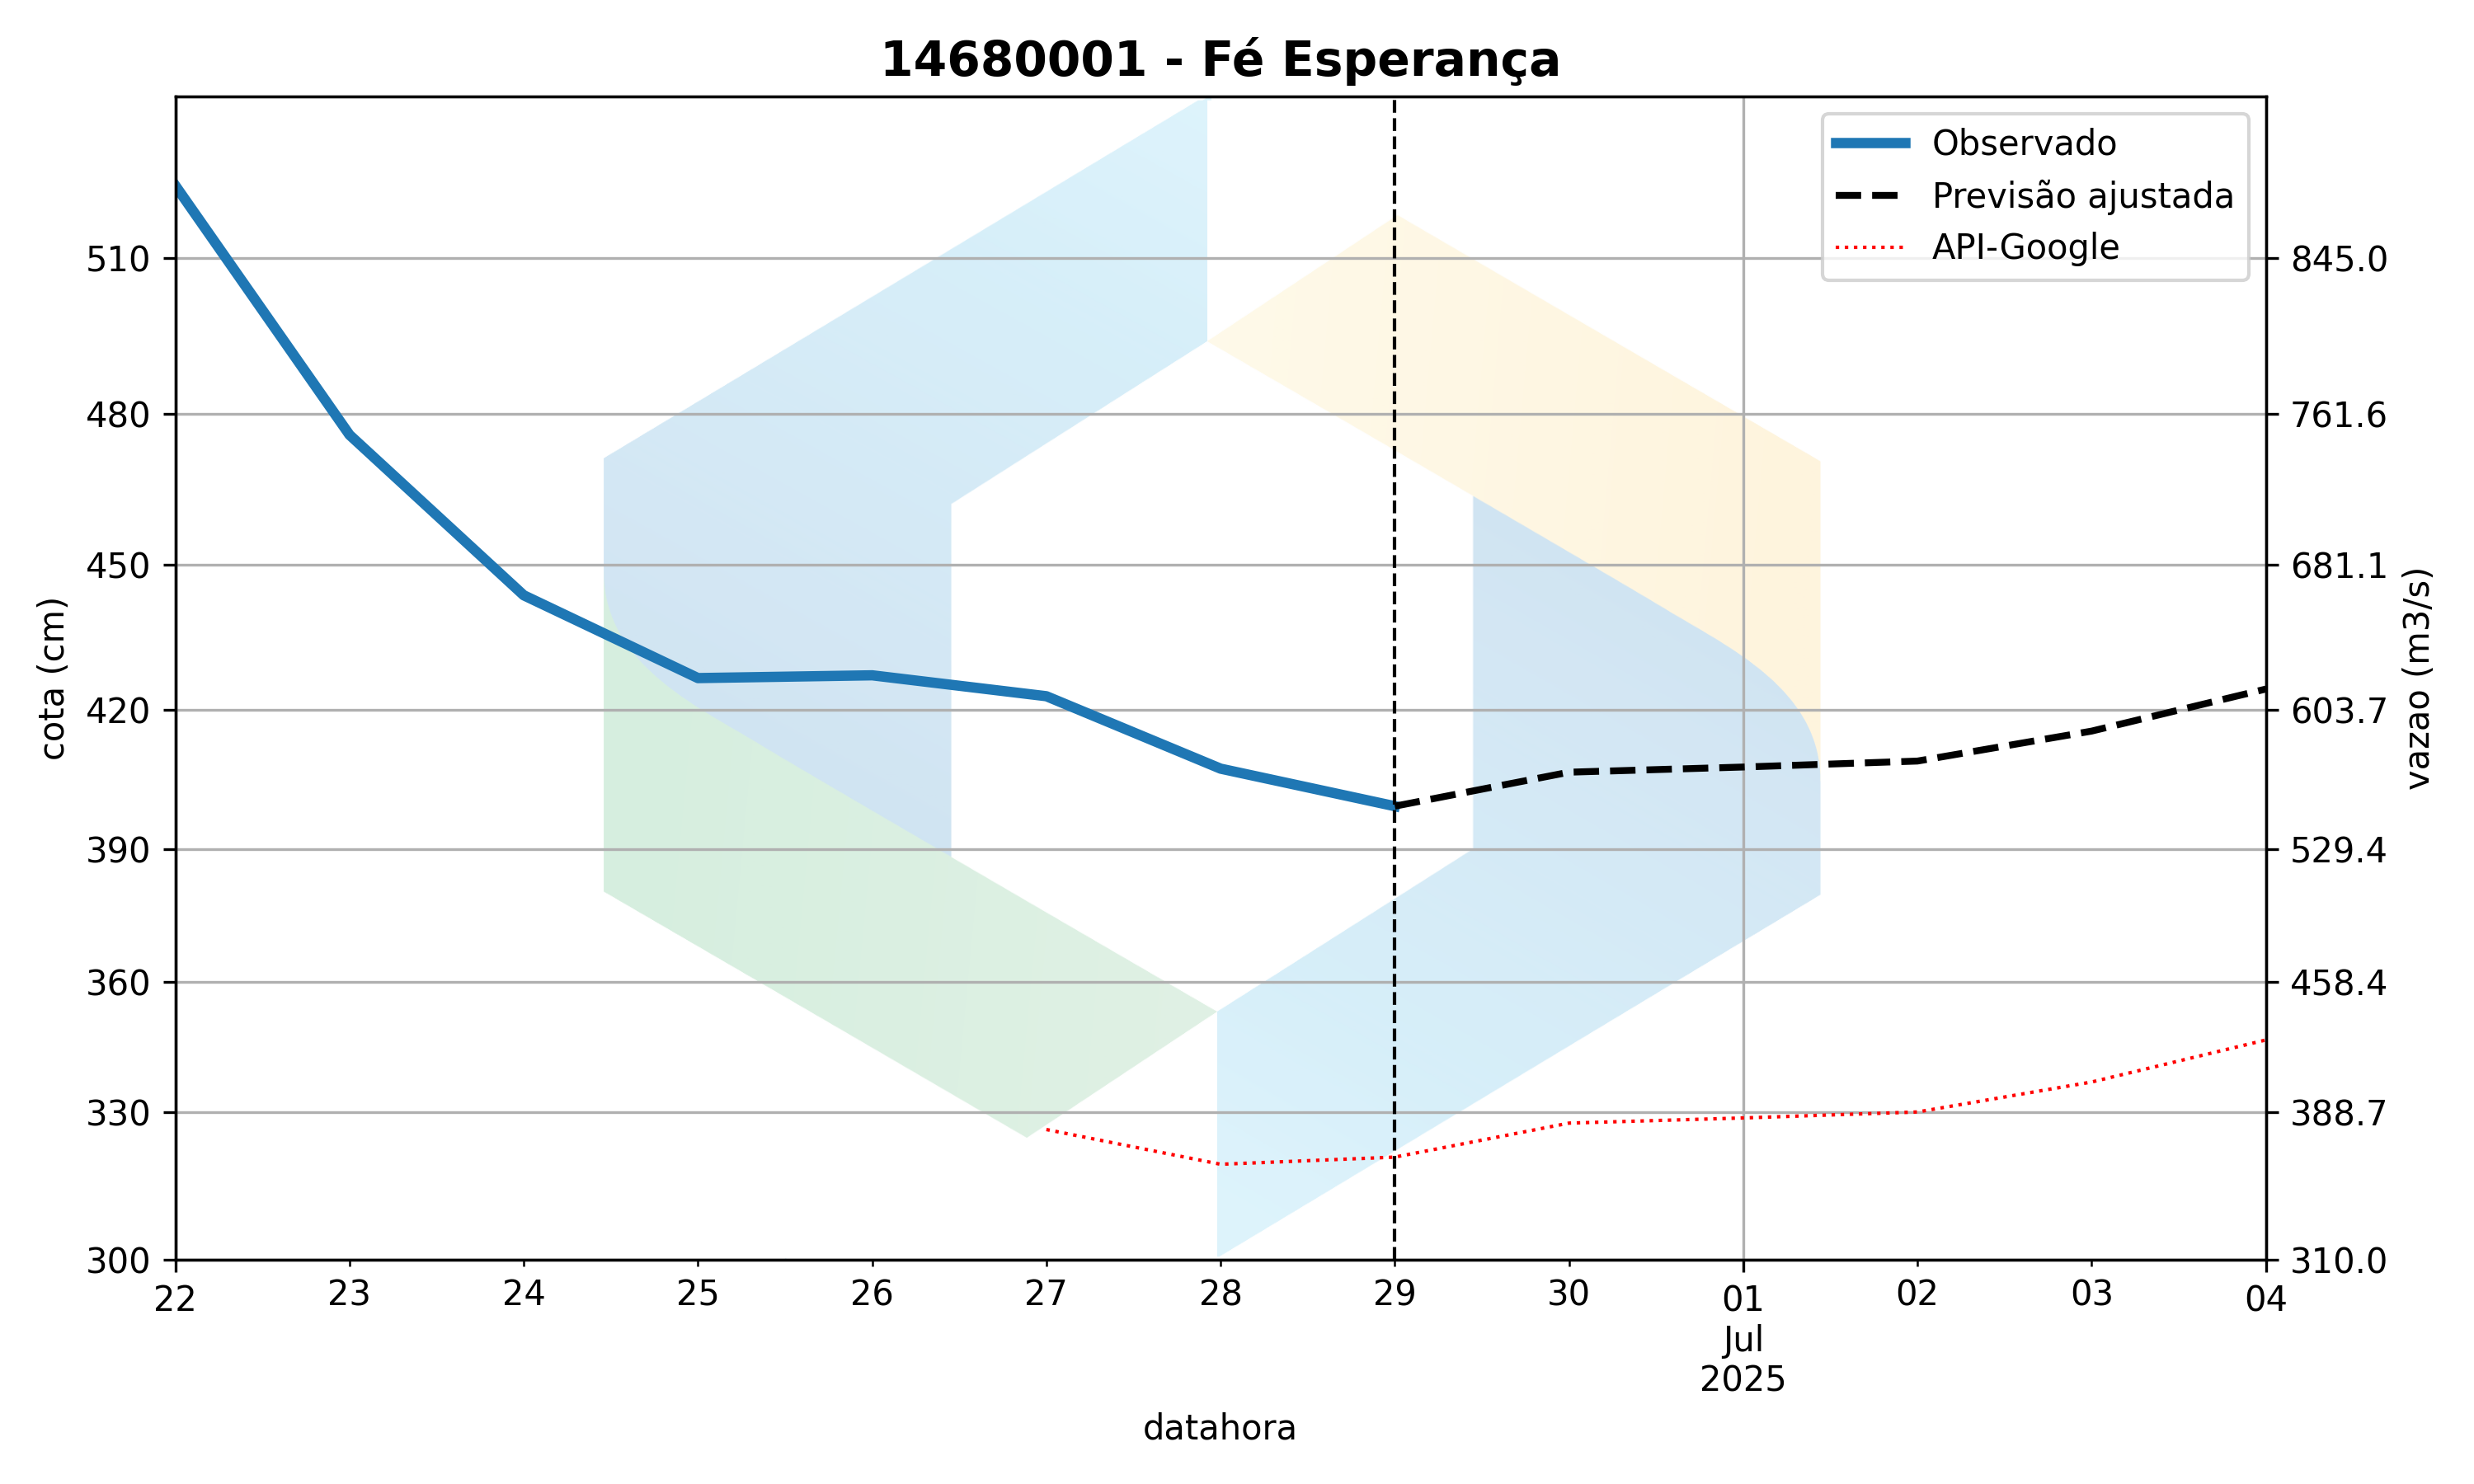 14680001 - Fé Esperança
Observado
Previsão ajustada
API-Google
cota (cm)
510
480
450
420
390
360
330
300
845.0
761.6
681.1
603.7
529.4
458.4
388.7
310.0
vazao (m3/s)
22 23 24 25 26 27 28 29 30 01 02 03 04
Jul
2025
datahora